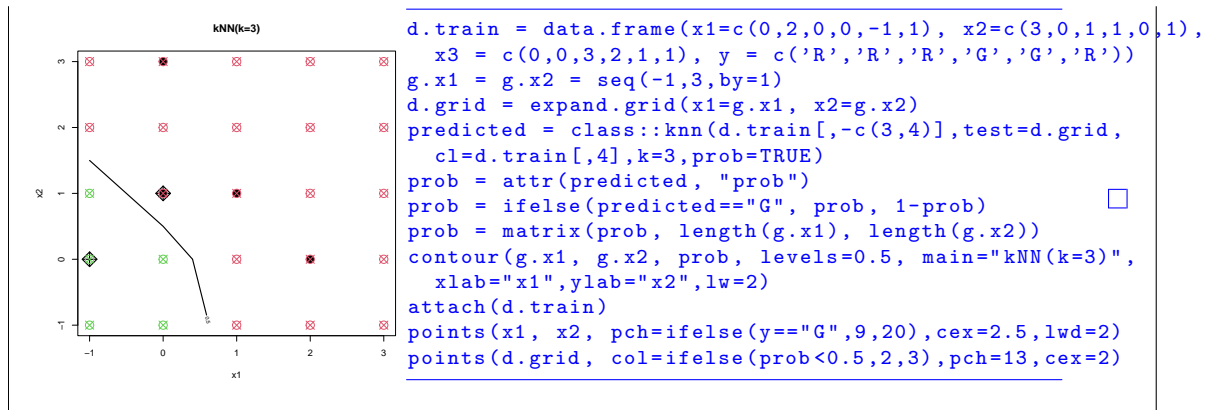 kNN(k=3)
3
2
1
0
−1
x2
0.5
−1
0
1
2
3
x1
d.train = data.frame(x1=c(0,2,0,0,-1,1), x2=c(3,0,1,1,0,1),
x3 = c(0,0,3,2,1,1), y = c('R','R','R','G','G','R'))
g.x1 = g.x2 = seq(-1,3,by=1)
d.grid = expand.grid(x1=g.x1, x2=g.x2)
predicted = class::knn(d.train[,-c(3,4)],test=d.grid,
cl=d.train[,4],k=3,prob=TRUE)
prob = attr(predicted, "prob")
prob = ifelse(predicted=="G", prob, 1-prob)
prob = matrix(prob, length(g.x1), length(g.x2))
contour(g.x1, g.x2, prob, levels=0.5, main="kNN(k=3)",
xlab="x1",ylab="x2",lw=2)
attach(d.train)
points(x1, x2, pch=ifelse(y=="G",9,20),cex=2.5,lwd=2)
points(d.grid, col=ifelse(prob<0.5,2,3),pch=13,cex=2)